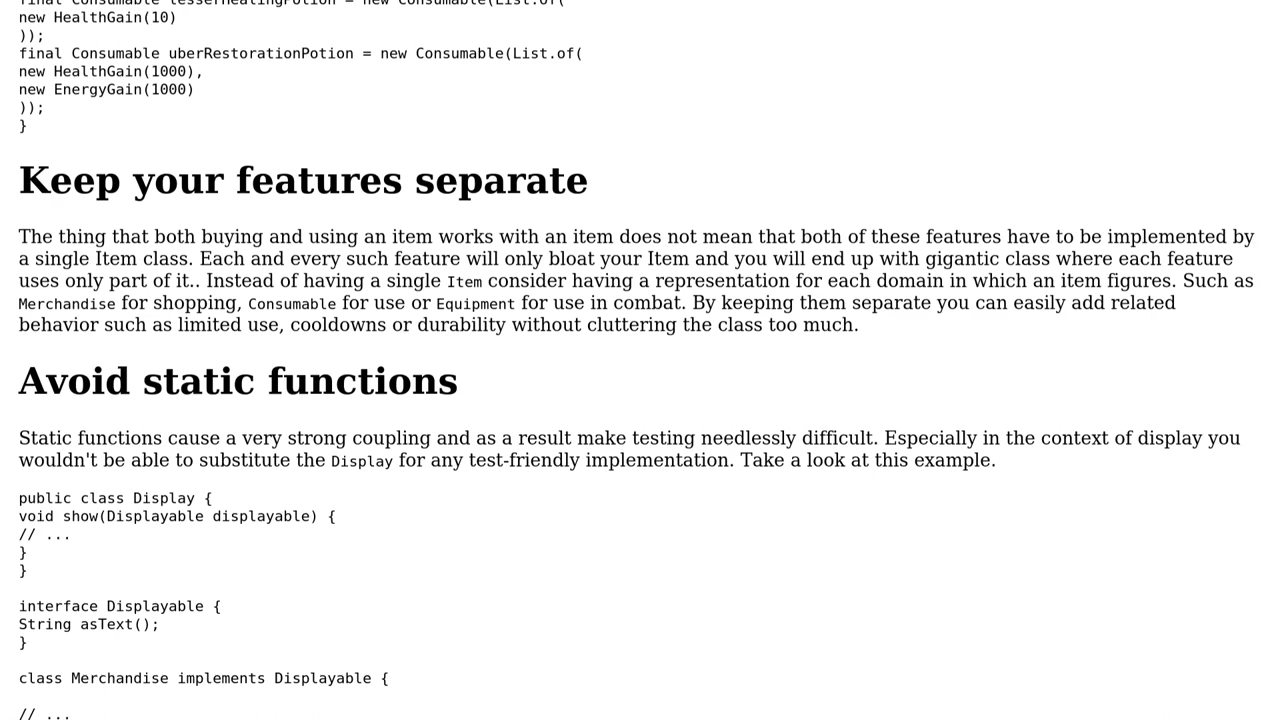 final Consumable lesserHealingPotion = new Consumable(List.of(
new HealthGain(10)
));
final Consumable uberRestorationPotion = new Consumable(List.of(
new HealthGain(1000),
new EnergyGain(1000)
));
}
Keep your features separate
The thing that both buying and using an item works with an item does not mean that both of these features have to be implemented by
a single Item class. Each and every such feature will only bloat your Item and you will end up with gigantic class where each feature
uses only part of it.. Instead of having a single Item consider having a representation for each domain in which an item figures. Such as
Merchandise for shopping, Consumable for use or Equipment for use in combat. By keeping them separate you can easily add related
behavior such as limited use, cooldowns or durability without cluttering the class too much.
Avoid static functions
Static functions cause a very strong coupling and as a result make testing needlessly difficult. Especially in the context of display you
wouldn't be able to substitute the Display for any test-friendly implementation. Take a look at this example.
public class Display {
void show(Displayable displayable) {
// ...
}
}
interface Displayable {
String asText();
}
class Merchandise implements Displayable {
// ...